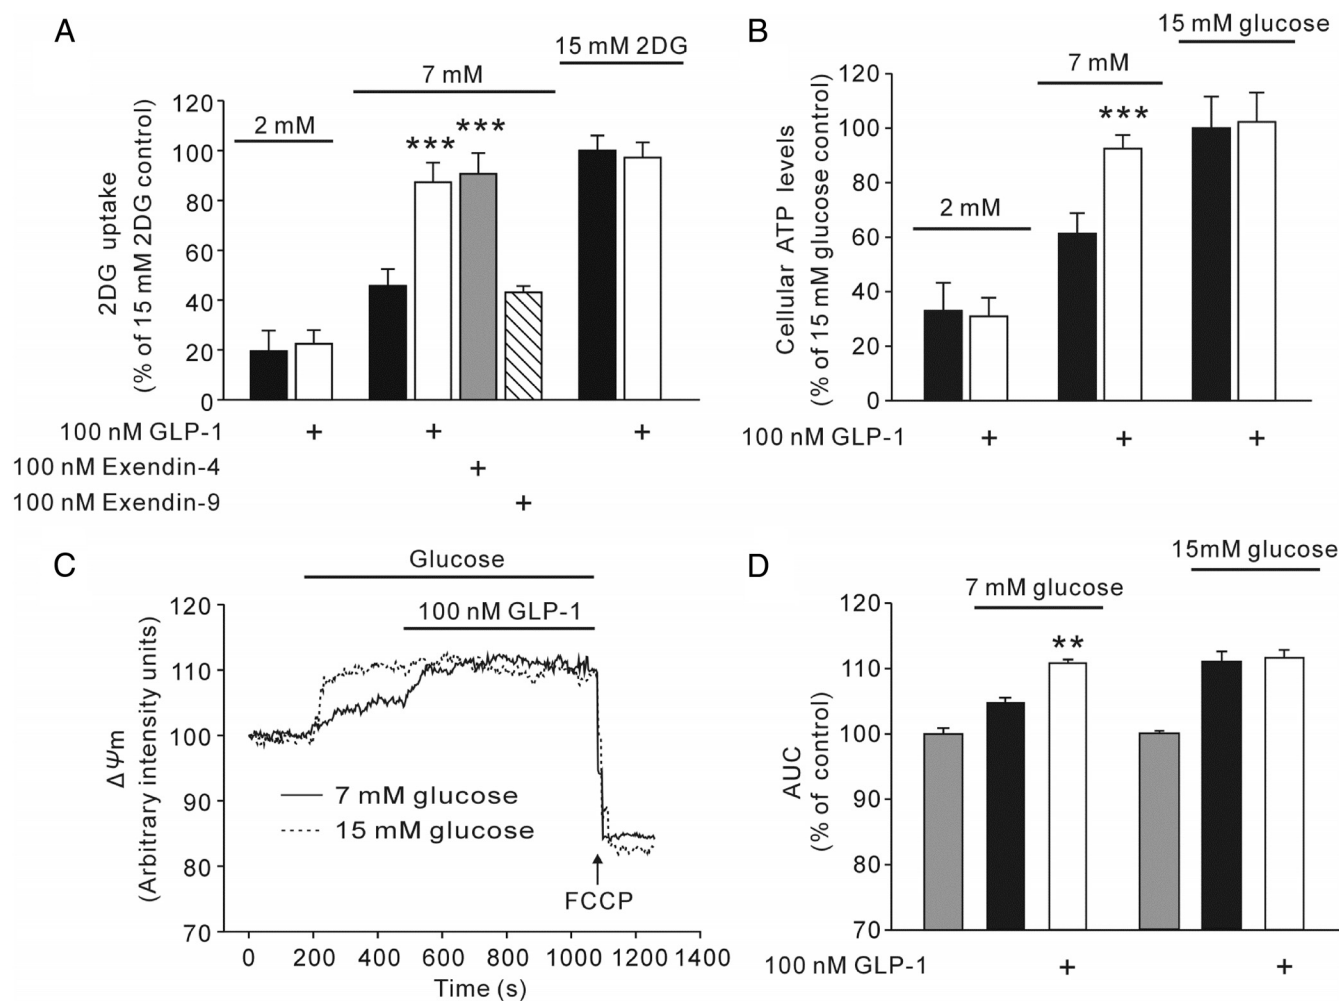 A
15 mM 2DG
7 mM
2 mM
*** ***
2DG uptake
(% of 15 mM 2DG control)
120
100
80
60
40
20
0
100 nM GLP-1 + + +
100 nM Exendin-4 +
100 nM Exendin-9 +
B
15 mM glucose
7 mM
2 mM
***
Cellular ATP levels
(% of 15 mM glucose control)
120
100
80
60
40
20
0
100 nM GLP-1 + + +
C
Glucose
100 nM GLP-1
ΔΨm
(Arbitrary intensity units)
120
110
100
90
80
70
7 mM glucose
15 mM glucose
FCCP
0 200 400 600 800 1000 1200 1400
Time (s)
D
15mM glucose
7 mM glucose
**
AUC
(% of control)
120
110
100
90
80
70
100 nM GLP-1 + +